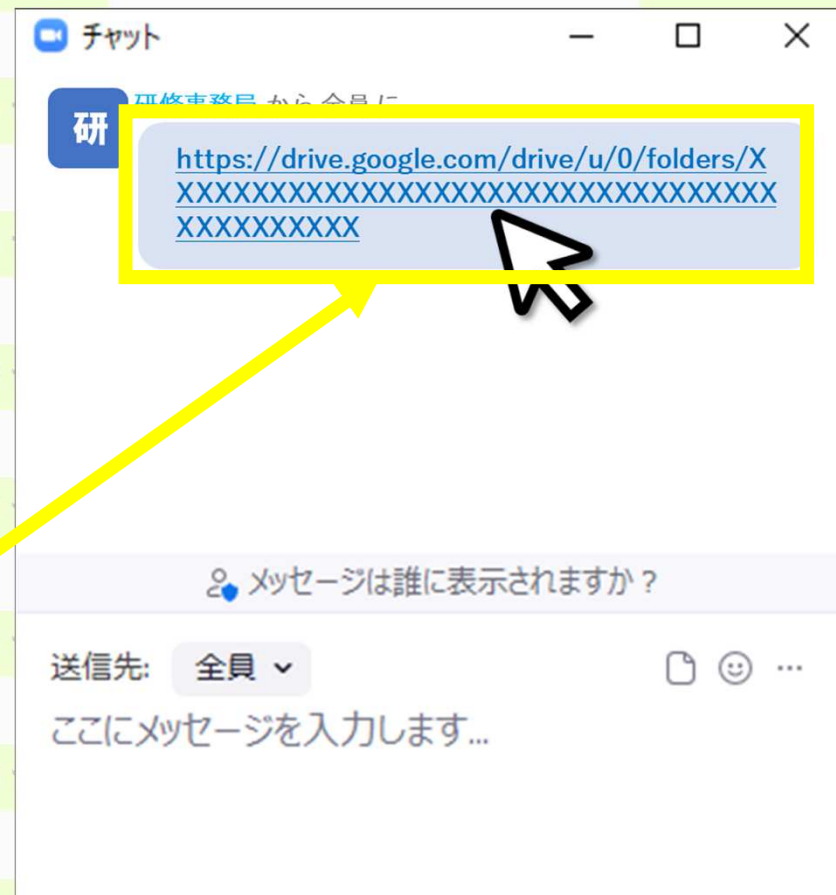 チャット
研修事務局 から 全員 に
研
https://drive.google.com/drive/u/0/folders/X
XXXXXXXXXXXXXXXXXXXXXXXXXXXXXXXXX
XXXXXXXXXX
メッセージは誰に表示されますか？
送信先: 全員
ここにメッセージを入力します...